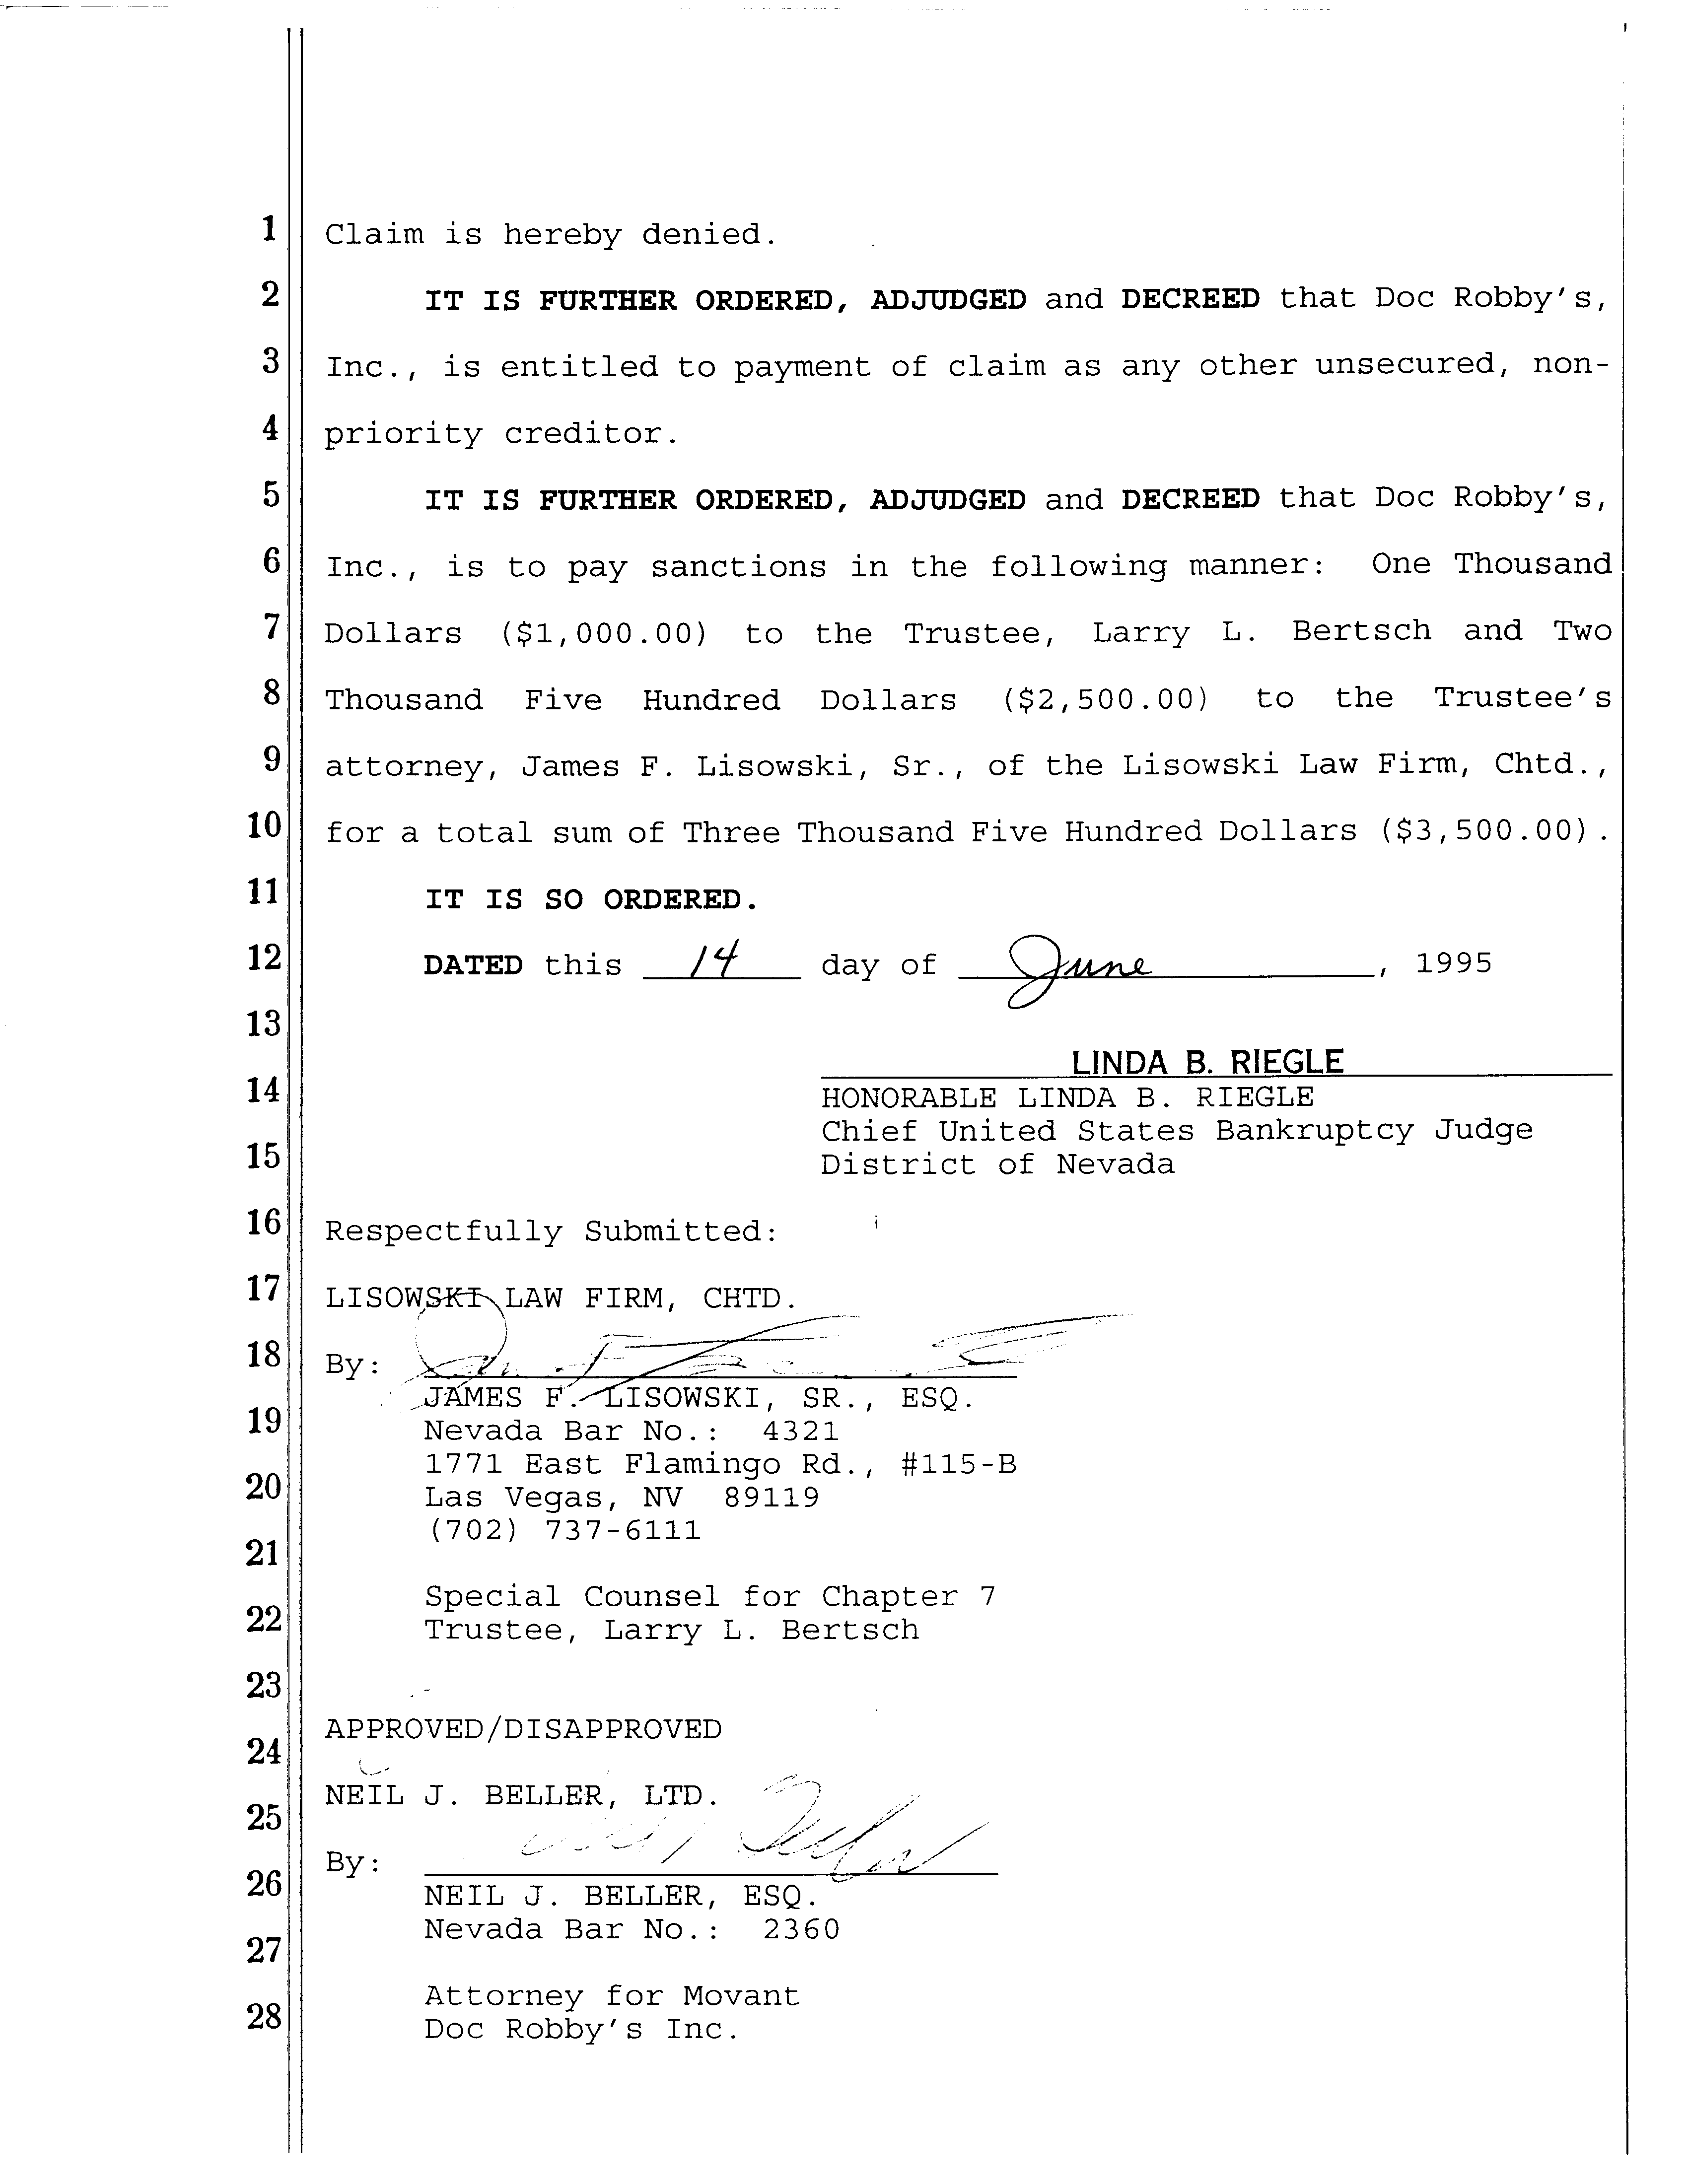 1 Claim is hereby denied.
2 IT IS FURTHER ORDERED, ADJUDGED and DECREED that Doc Robby's,
3 Inc., is entitled to payment of claim as any other unsecured, non-
4 priority creditor.
5 IT IS FURTHER ORDERED, ADJUDGED and DECREED that Doc Robby's,
6 Inc., is to pay sanctions in the following manner: One Thousand
7 Dollars ($1,000.00) to the Trustee, Larry L. Bertsch and Two
8 Thousand Five Hundred Dollars ($2,500.00) to the Trustee's
9 attorney, James F. Lisowski, Sr., of the Lisowski Law Firm, Chtd.,
10 for a total sum of Three Thousand Five Hundred Dollars ($3,500.00).
11 IT IS SO ORDERED.
12 DATED this 14 day of June, 1995
13
LINDA B. RIEGLE
14 HONORABLE LINDA B. RIEGLE
Chief United States Bankruptcy Judge
15 District of Nevada
16 Respectfully Submitted:
17 LISOWSKI LAW FIRM, CHTD.
18 By:
JAMES F. LISOWSKI, SR., ESQ.
19 Nevada Bar No.: 4321
1771 East Flamingo Rd., #115-B
20 Las Vegas, NV 89119
(702) 737-6111
21
Special Counsel for Chapter 7
22 Trustee, Larry L. Bertsch
23
APPROVED/DISAPPROVED
24
NEIL J. BELLER, LTD.
25
By:
26 NEIL J. BELLER, ESQ.
Nevada Bar No.: 2360
27
Attorney for Movant
28 Doc Robby's Inc.